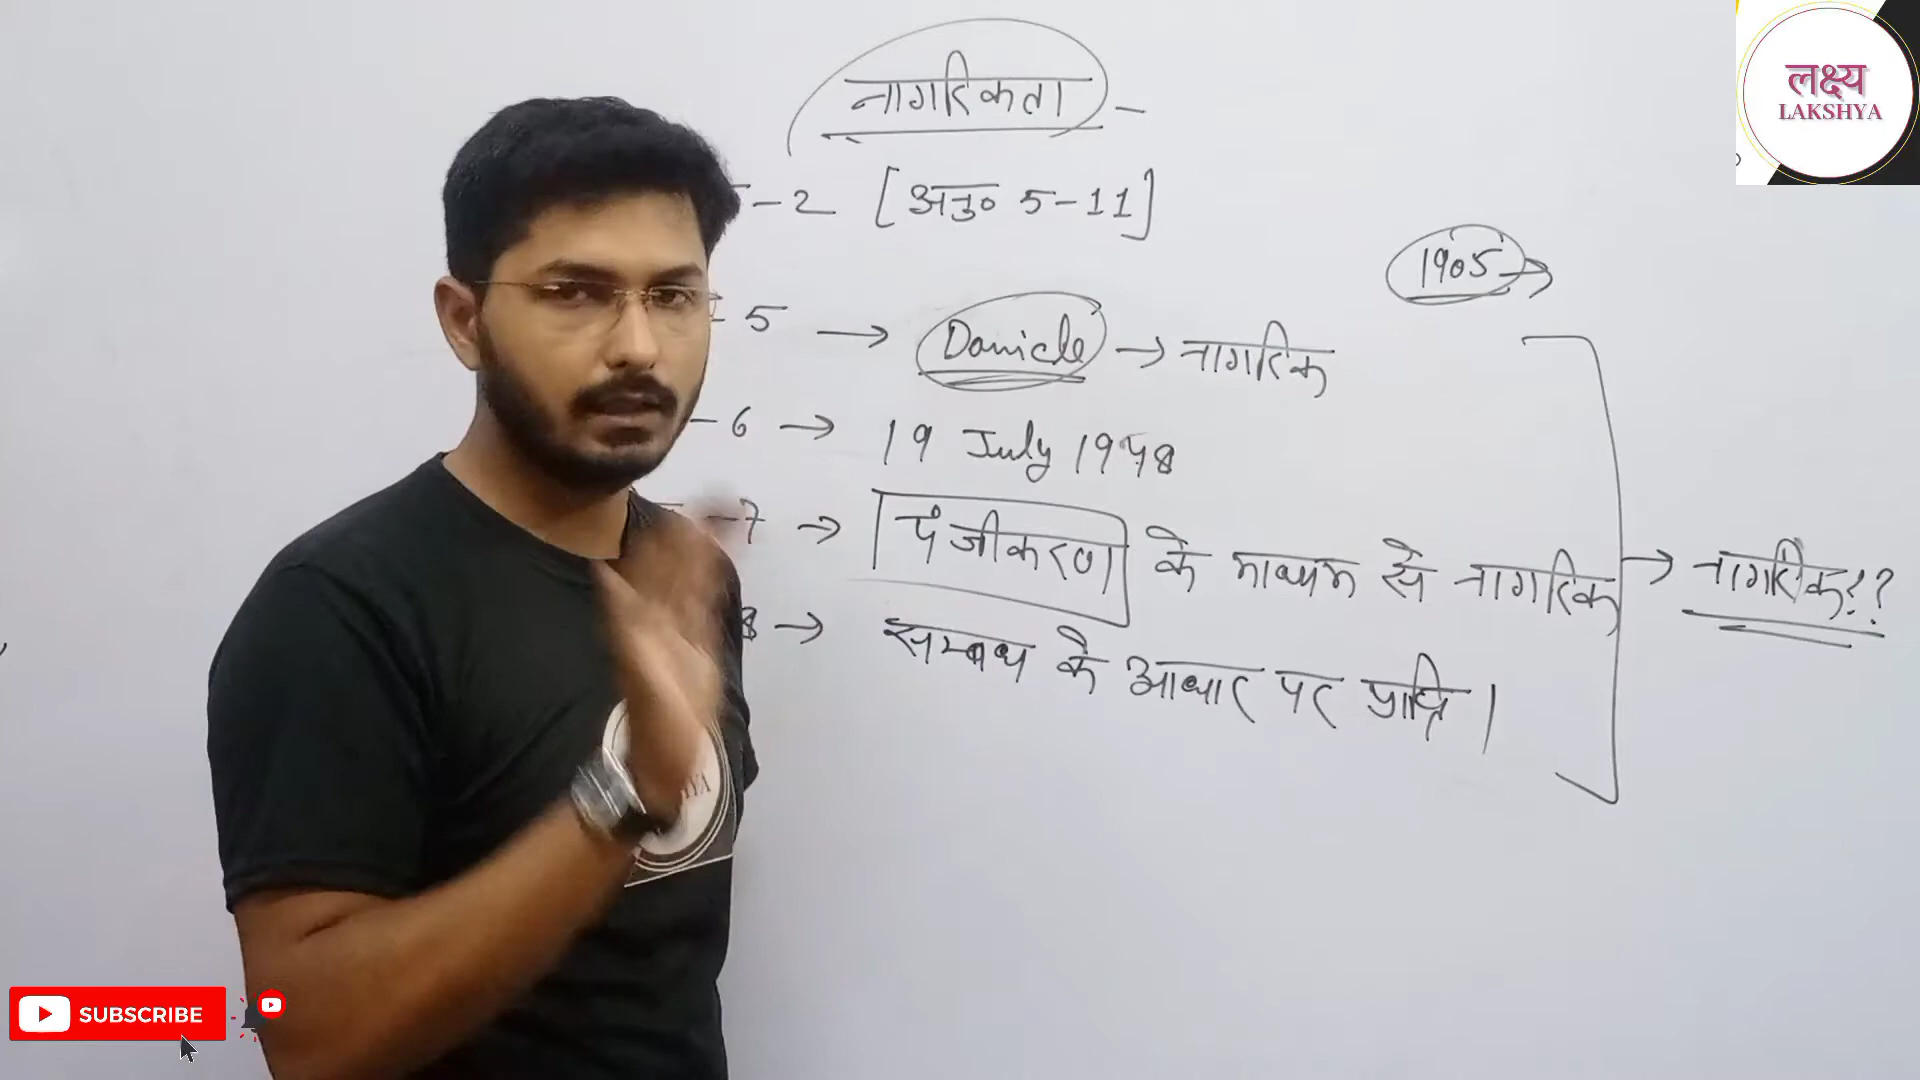 नागरिकता -
- 2 [अनु० 5-11]
1905 →
- 5 → Danicle → नागरिक
- 6 → 19 July 1948
- 7 → पंजीकरण के माध्यम से नागरिक → नागरिक??
8 → सम्बन्ध के आधार पर प्राप्ति।
लक्ष्य
LAKSHYA
SUBSCRIBE